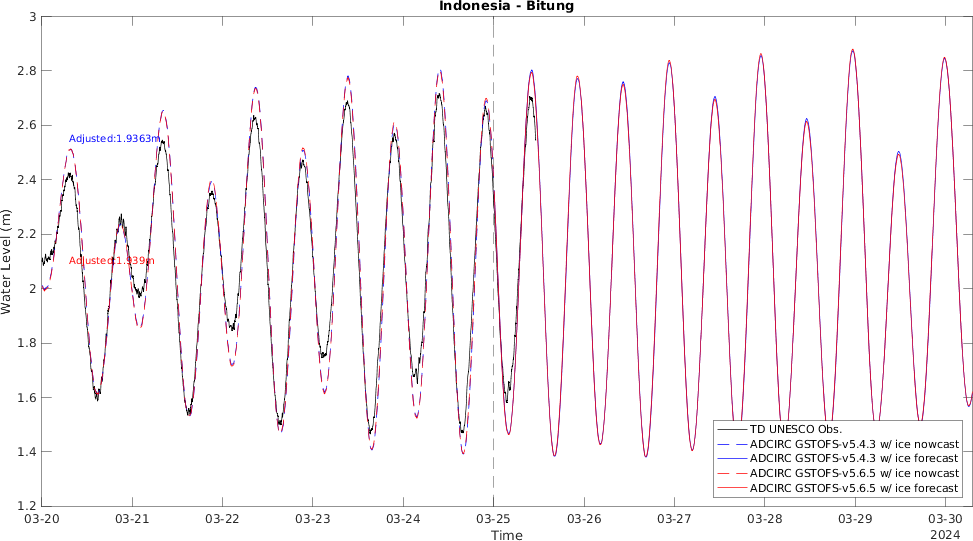 Indonesia - Bitung
3
2.8
2.6
2.4
2.2
2
1.8
1.6
1.4
1.2
Water Level (m)
Adjusted:1.9363m
Adjusted:1.939m
03-20
03-21
03-22
03-23
03-24
03-25
03-26
03-27
03-28
03-29
03-30
2024
Time
TD UNESCO Obs.
ADCIRC GSTOFS-v5.4.3 w/ ice nowcast
ADCIRC GSTOFS-v5.4.3 w/ ice forecast
ADCIRC GSTOFS-v5.6.5 w/ ice nowcast
ADCIRC GSTOFS-v5.6.5 w/ ice forecast